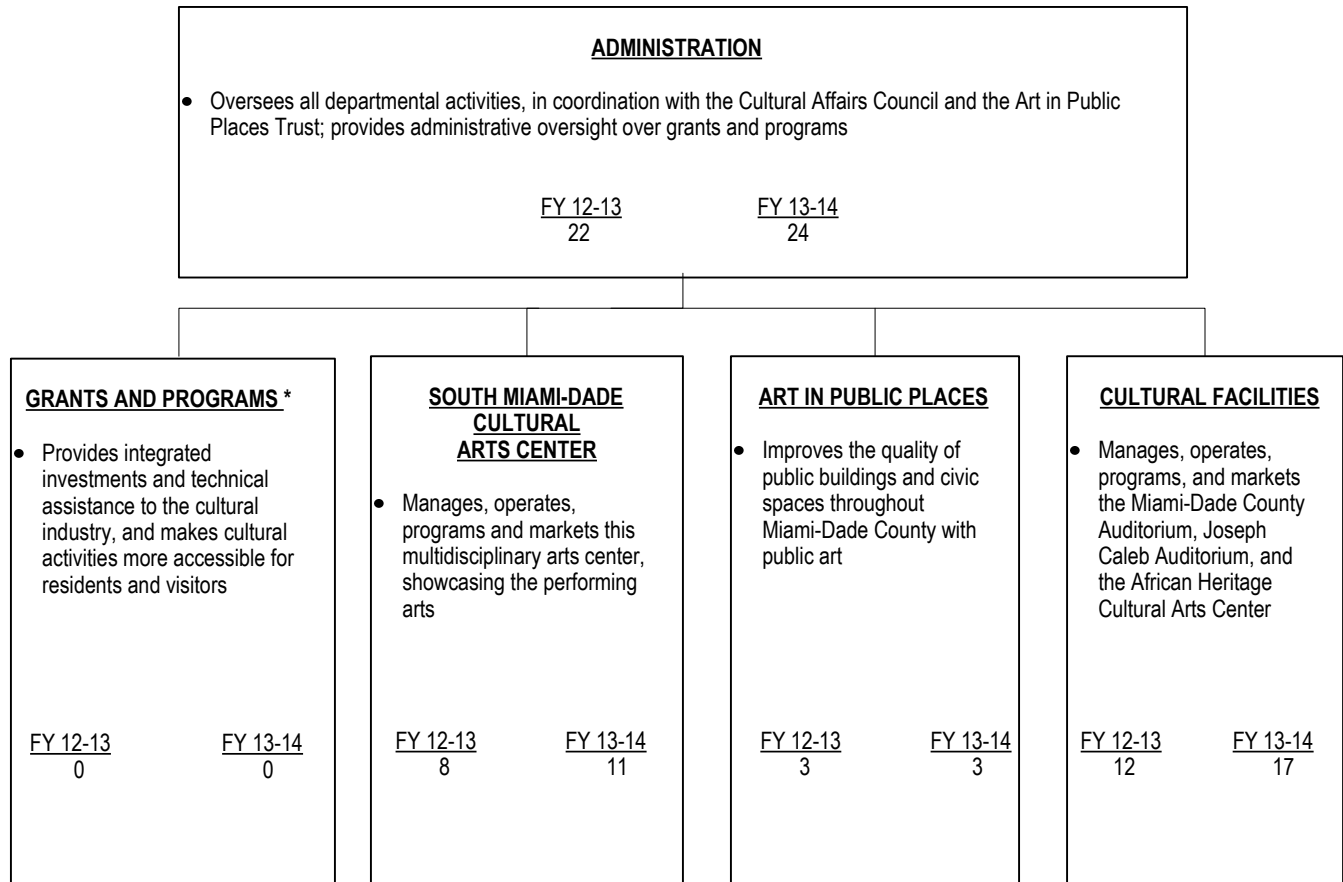 ADMINISTRATION
• Oversees all departmental activities, in coordination with the Cultural Affairs Council and the Art in Public
Places Trust; provides administrative oversight over grants and programs
FY 12-13 FY 13-14
22 24
GRANTS AND PROGRAMS *
• Provides integrated
investments and technical
assistance to the cultural
industry, and makes cultural
activities more accessible for
residents and visitors
FY 12-13 FY 13-14
0 0
SOUTH MIAMI-DADE
CULTURAL
ARTS CENTER
• Manages, operates,
programs and markets this
multidisciplinary arts center,
showcasing the performing
arts
FY 12-13 FY 13-14
8 11
ART IN PUBLIC PLACES
• Improves the quality of
public buildings and civic
spaces throughout
Miami-Dade County with
public art
FY 12-13 FY 13-14
3 3
CULTURAL FACILITIES
• Manages, operates,
programs, and markets
the Miami-Dade County
Auditorium, Joseph
Caleb Auditorium, and
the African Heritage
Cultural Arts Center
FY 12-13 FY 13-14
12 17